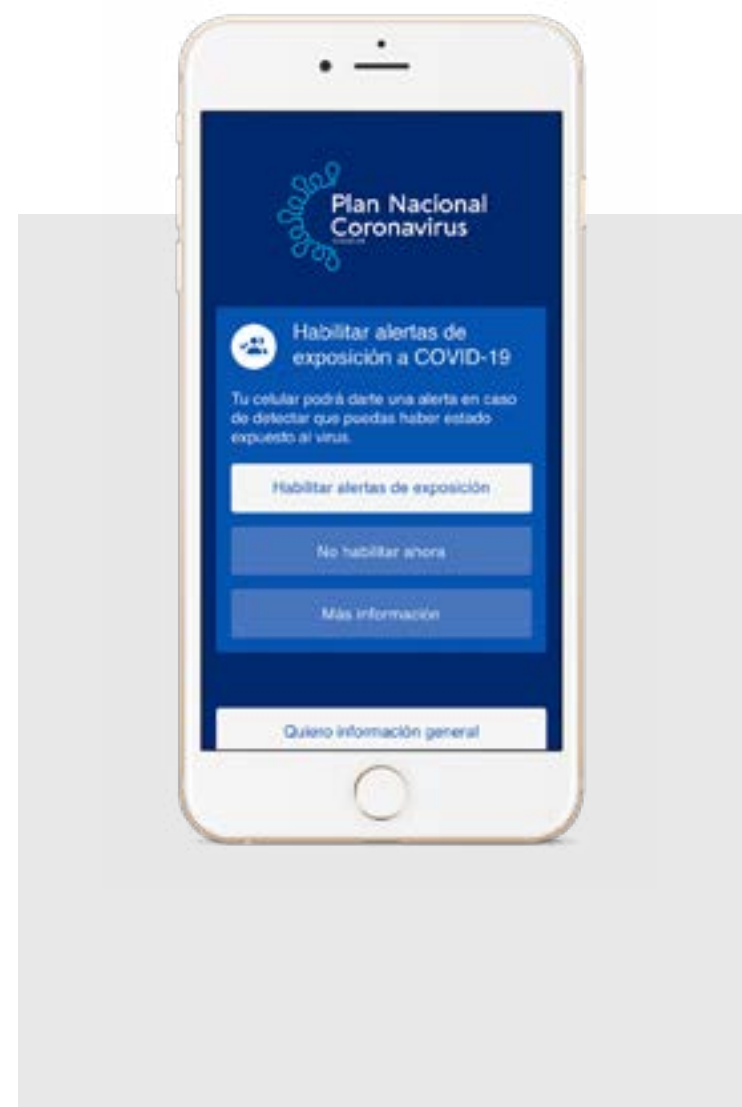 Plan Nacional
Coronavirus
Habilitar alertas de
exposición a COVID-19
Tu celular podrá darte una alerta en caso
de detectar que puedas haber estado
expuesto al virus.
Habilitar alertas de exposición
No habilitar ahora
Más información
Quiero información general